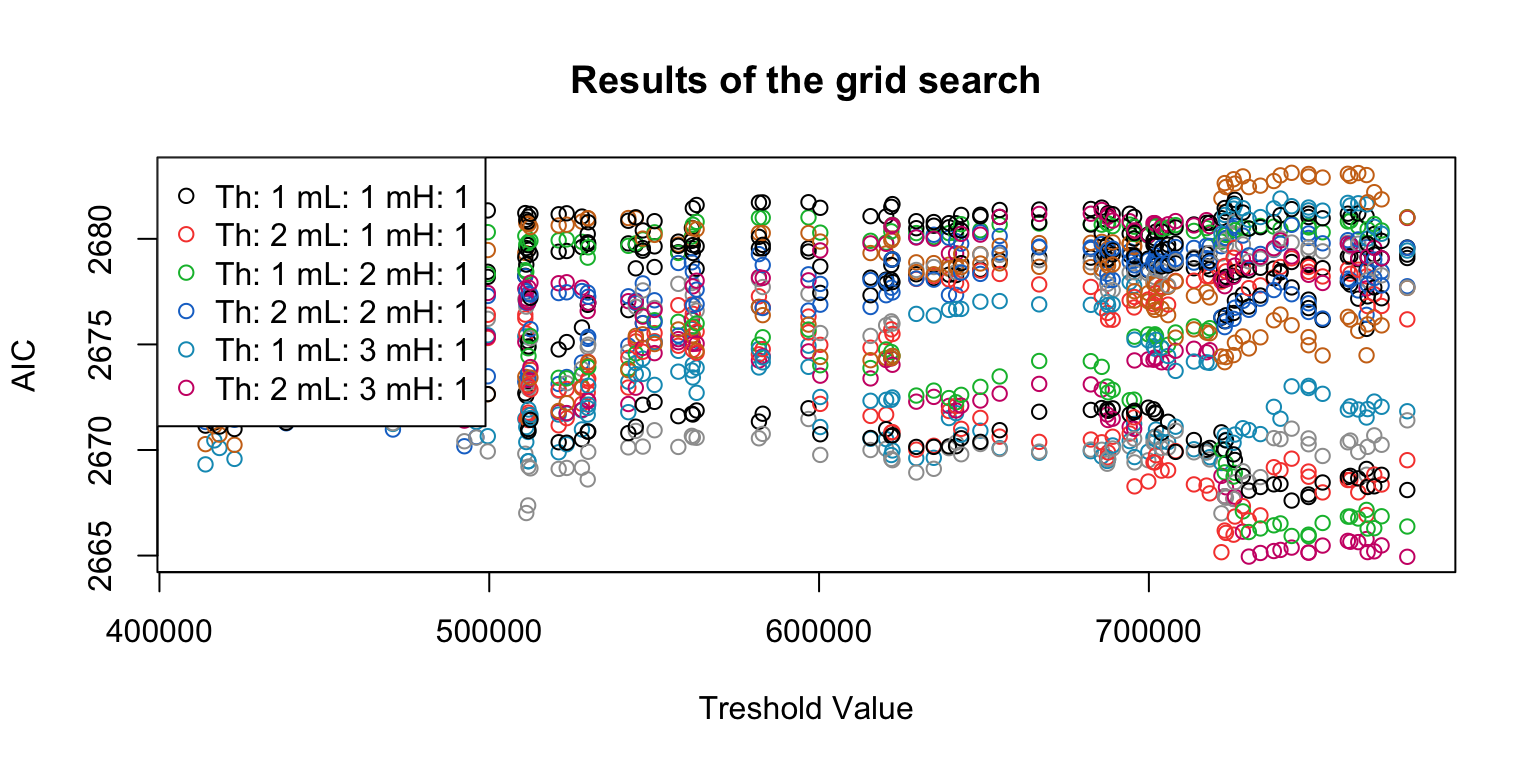 Results of the grid search
Th: 1 mL: 1 mH: 1
Th: 2 mL: 1 mH: 1
Th: 1 mL: 2 mH: 1
Th: 2 mL: 2 mH: 1
Th: 1 mL: 3 mH: 1
Th: 2 mL: 3 mH: 1
AIC
2680
2675
2670
2665
400000 500000 600000 700000
Treshold Value